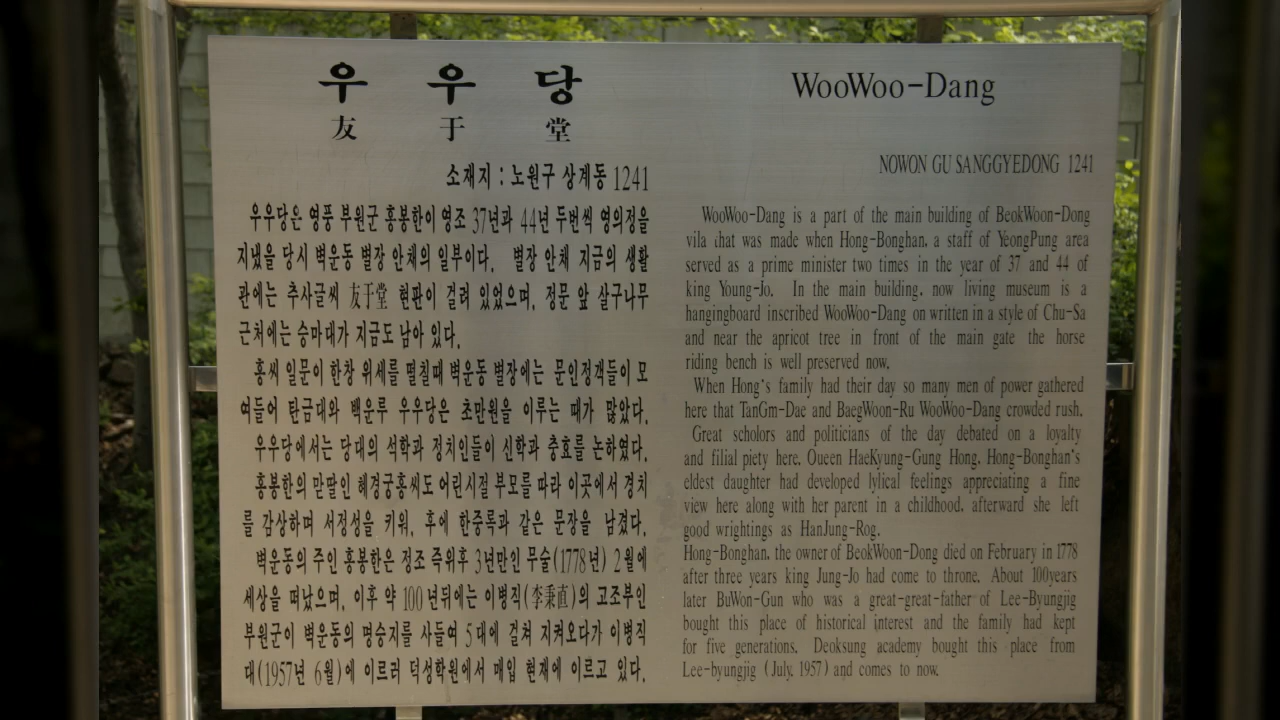 우우당
友于堂
소재지 : 노원구 상계동 1241
우우당은 영풍 부원군 홍봉한이 영조 37년과 44년 두번씩 영의정을
지냈을 당시 벽운동 별장 안채의 일부이다. 별장 안채 지금의 생활
관에는 추사글씨 友于堂 현판이 걸려 있었으며, 정문 앞 살구나무
근처에는 승마대가 지금도 남아 있다.
홍씨 일문이 한창 위세를 떨칠때 벽운동 별장에는 문인정객들이 모
여들어 탄금대와 백운루 우우당은 초만원을 이루는 때가 많았다.
우우당에서는 당대의 석학과 정치인들이 신학과 충효를 논하였다.
홍봉한의 맏딸인 혜경궁홍씨도 어린시절 부모를 따라 이곳에서 경치
를 감상하며 서정성을 키워, 후에 한중록과 같은 문장을 남겼다.
벽운동의 주인 홍봉한은 정조 즉위후 3년만인 무술(1778년) 2월에
세상을 떠났으며, 이후 약 100년뒤에는 이병직(李秉直)의 고조부인
부원군이 벽운동의 명승지를 사들여 5대에 걸쳐 지켜오다가 이병직
대(1957년 6월)에 이르러 덕성학원에서 매입 현재에 이르고 있다.
WooWoo-Dang
NOWON GU SANGGYEDONG 1241
WooWoo-Dang is a part of the main building of BeokWoon-Dong
vila that was made when Hong-Bonghan, a staff of YeongPung area
served as a prime minister two times in the year of 37 and 44 of
king Young-Jo. In the main building, now living museum is a
hangingboard inscribed WooWoo-Dang on written in a style of Chu-Sa
and near the apricot tree in front of the main gate the horse
riding bench is well preserved now.
When Hong's family had their day so many men of power gathered
here that TanGm-Dae and BaegWoon-Ru WooWoo-Dang crowded rush.
Great scholors and politicians of the day debated on a loyalty
and filial piety here. Oueen HaeKyung-Gung Hong, Hong-Bonghan's
eldest daughter had developed lylical feelings appreciating a fine
view here along with her parent in a childhood, afterward she left
good wrightings as HanJung-Rog.
Hong-Bonghan, the owner of BeokWoon-Dong died on February in 1778
after three years king Jung-Jo had come to throne. About 100years
later BuWon-Gun who was a great-great-father of Lee-Byungjig
bought this place of historical interest and the family had kept
for five generations. Deoksung academy bought this place from
Lee-byungjig (July, 1957) and comes to now.